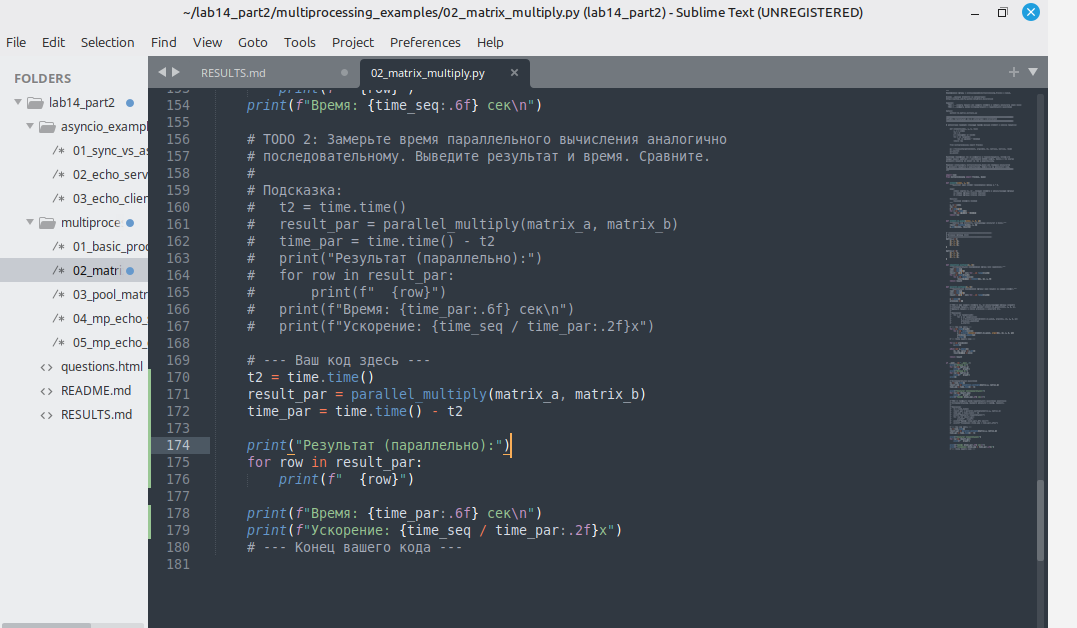 ~/lab14_part2/multiprocessing_examples/02_matrix_multiply.py (lab14_part2) - Sublime Text (UNREGISTERED)
File Edit Selection Find View Goto Tools Project Preferences Help
FOLDERS
lab14_part2
asyncio_exampl
/* 01_sync_vs_as
/* 02_echo_serv
/* 03_echo_clien
multiproce
/* 01_basic_proc
/* 02_matri
/* 03_pool_matr
/* 04_mp_echo_
/* 05_mp_echo_
<> questions.html
<> README.md
<> RESULTS.md
RESULTS.md
02_matrix_multiply.py
153 print(f"  {row}")
154 print(f"Время: {time_seq:.6f} сек\n")
155
156 # TODO 2: Замерьте время параллельного вычисления аналогично
157 # последовательному. Выведите результат и время. Сравните.
158 #
159 # Подсказка:
160 #   t2 = time.time()
161 #   result_par = parallel_multiply(matrix_a, matrix_b)
162 #   time_par = time.time() - t2
163 #   print("Результат (параллельно):")
164 #   for row in result_par:
165 #       print(f"  {row}")
166 #   print(f"Время: {time_par:.6f} сек\n")
167 #   print(f"Ускорение: {time_seq / time_par:.2f}x")
168
169 # --- Ваш код здесь ---
170 t2 = time.time()
171 result_par = parallel_multiply(matrix_a, matrix_b)
172 time_par = time.time() - t2
173
174 print("Результат (параллельно):")
175 for row in result_par:
176     print(f"  {row}")
177
178 print(f"Время: {time_par:.6f} сек\n")
179 print(f"Ускорение: {time_seq / time_par:.2f}x")
180 # --- Конец вашего кода ---
181